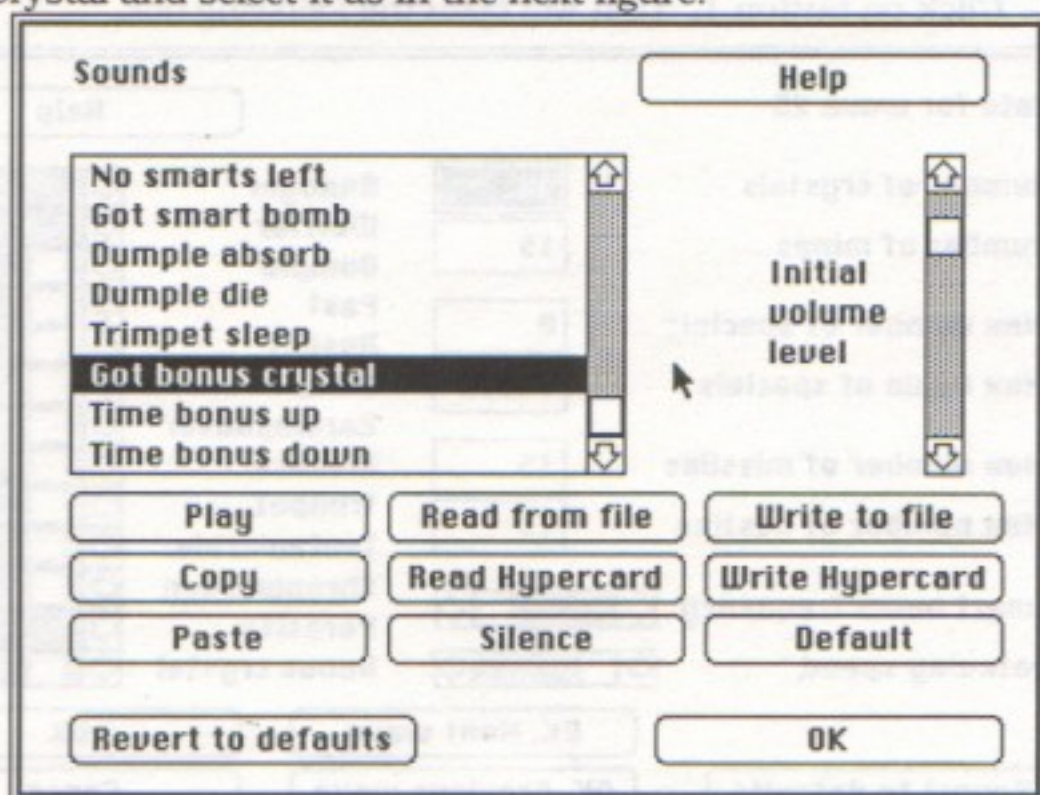 crystal and select it as in the next figure.
Sounds
Help
No smarts left
Got smart bomb
Dumple absorb
Dumple die
Trimpet sleep
Got bonus crystal
Time bonus up
Time bonus down
Initial
volume
level
Play
Read from file
Write to file
Copy
Read Hypercard
Write Hypercard
Paste
Silence
Default
Revert to defaults
OK